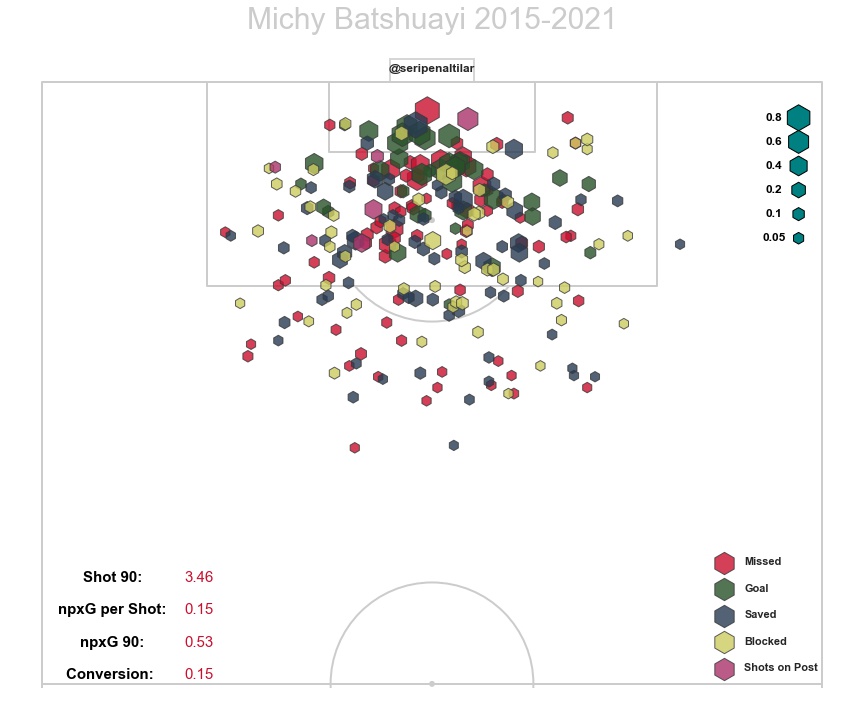 Michy Batshuayi 2015-2021
@seripenaltilar
0.8
0.6
0.4
0.2
0.1
0.05
Shot 90: 3.46
npxG per Shot: 0.15
npxG 90: 0.53
Conversion: 0.15
Missed
Goal
Saved
Blocked
Shots on Post